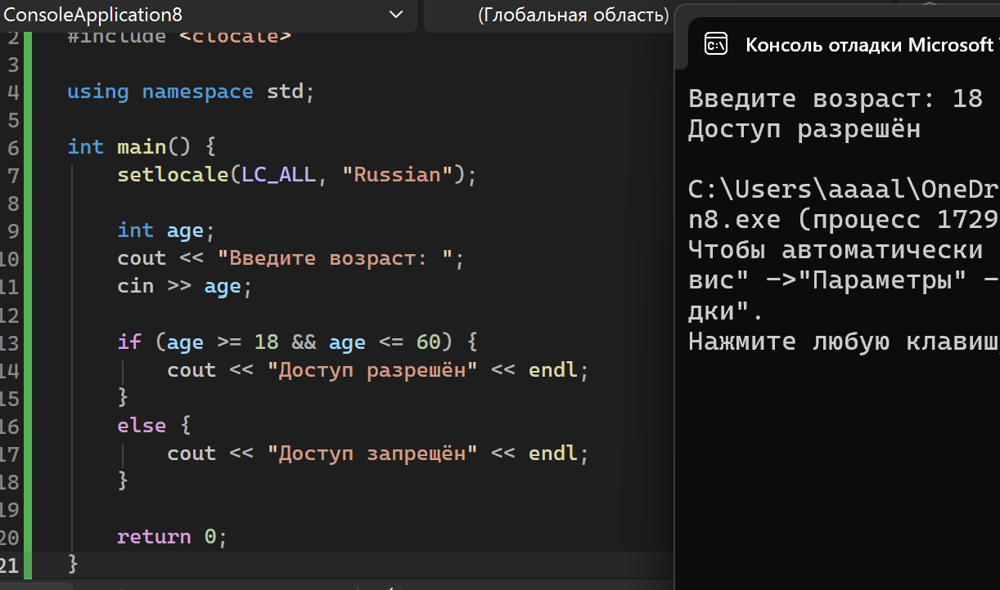 ConsoleApplication8
(Глобальная область)
2 #include <clocale>
3
4 using namespace std;
5
6 int main() {
7 setlocale(LC_ALL, "Russian");
8
9 int age;
10 cout << "Введите возраст: ";
11 cin >> age;
12
13 if (age >= 18 && age <= 60) {
14 cout << "Доступ разрешён" << endl;
15 }
16 else {
17 cout << "Доступ запрещён" << endl;
18 }
19
20 return 0;
21 }
Консоль отладки Microsoft
Введите возраст: 18
Доступ разрешён
C:\Users\aaaal\OneDr
n8.exe (процесс 1729
Чтобы автоматически
вис" ->"Параметры" -
дки".
Нажмите любую клавиш